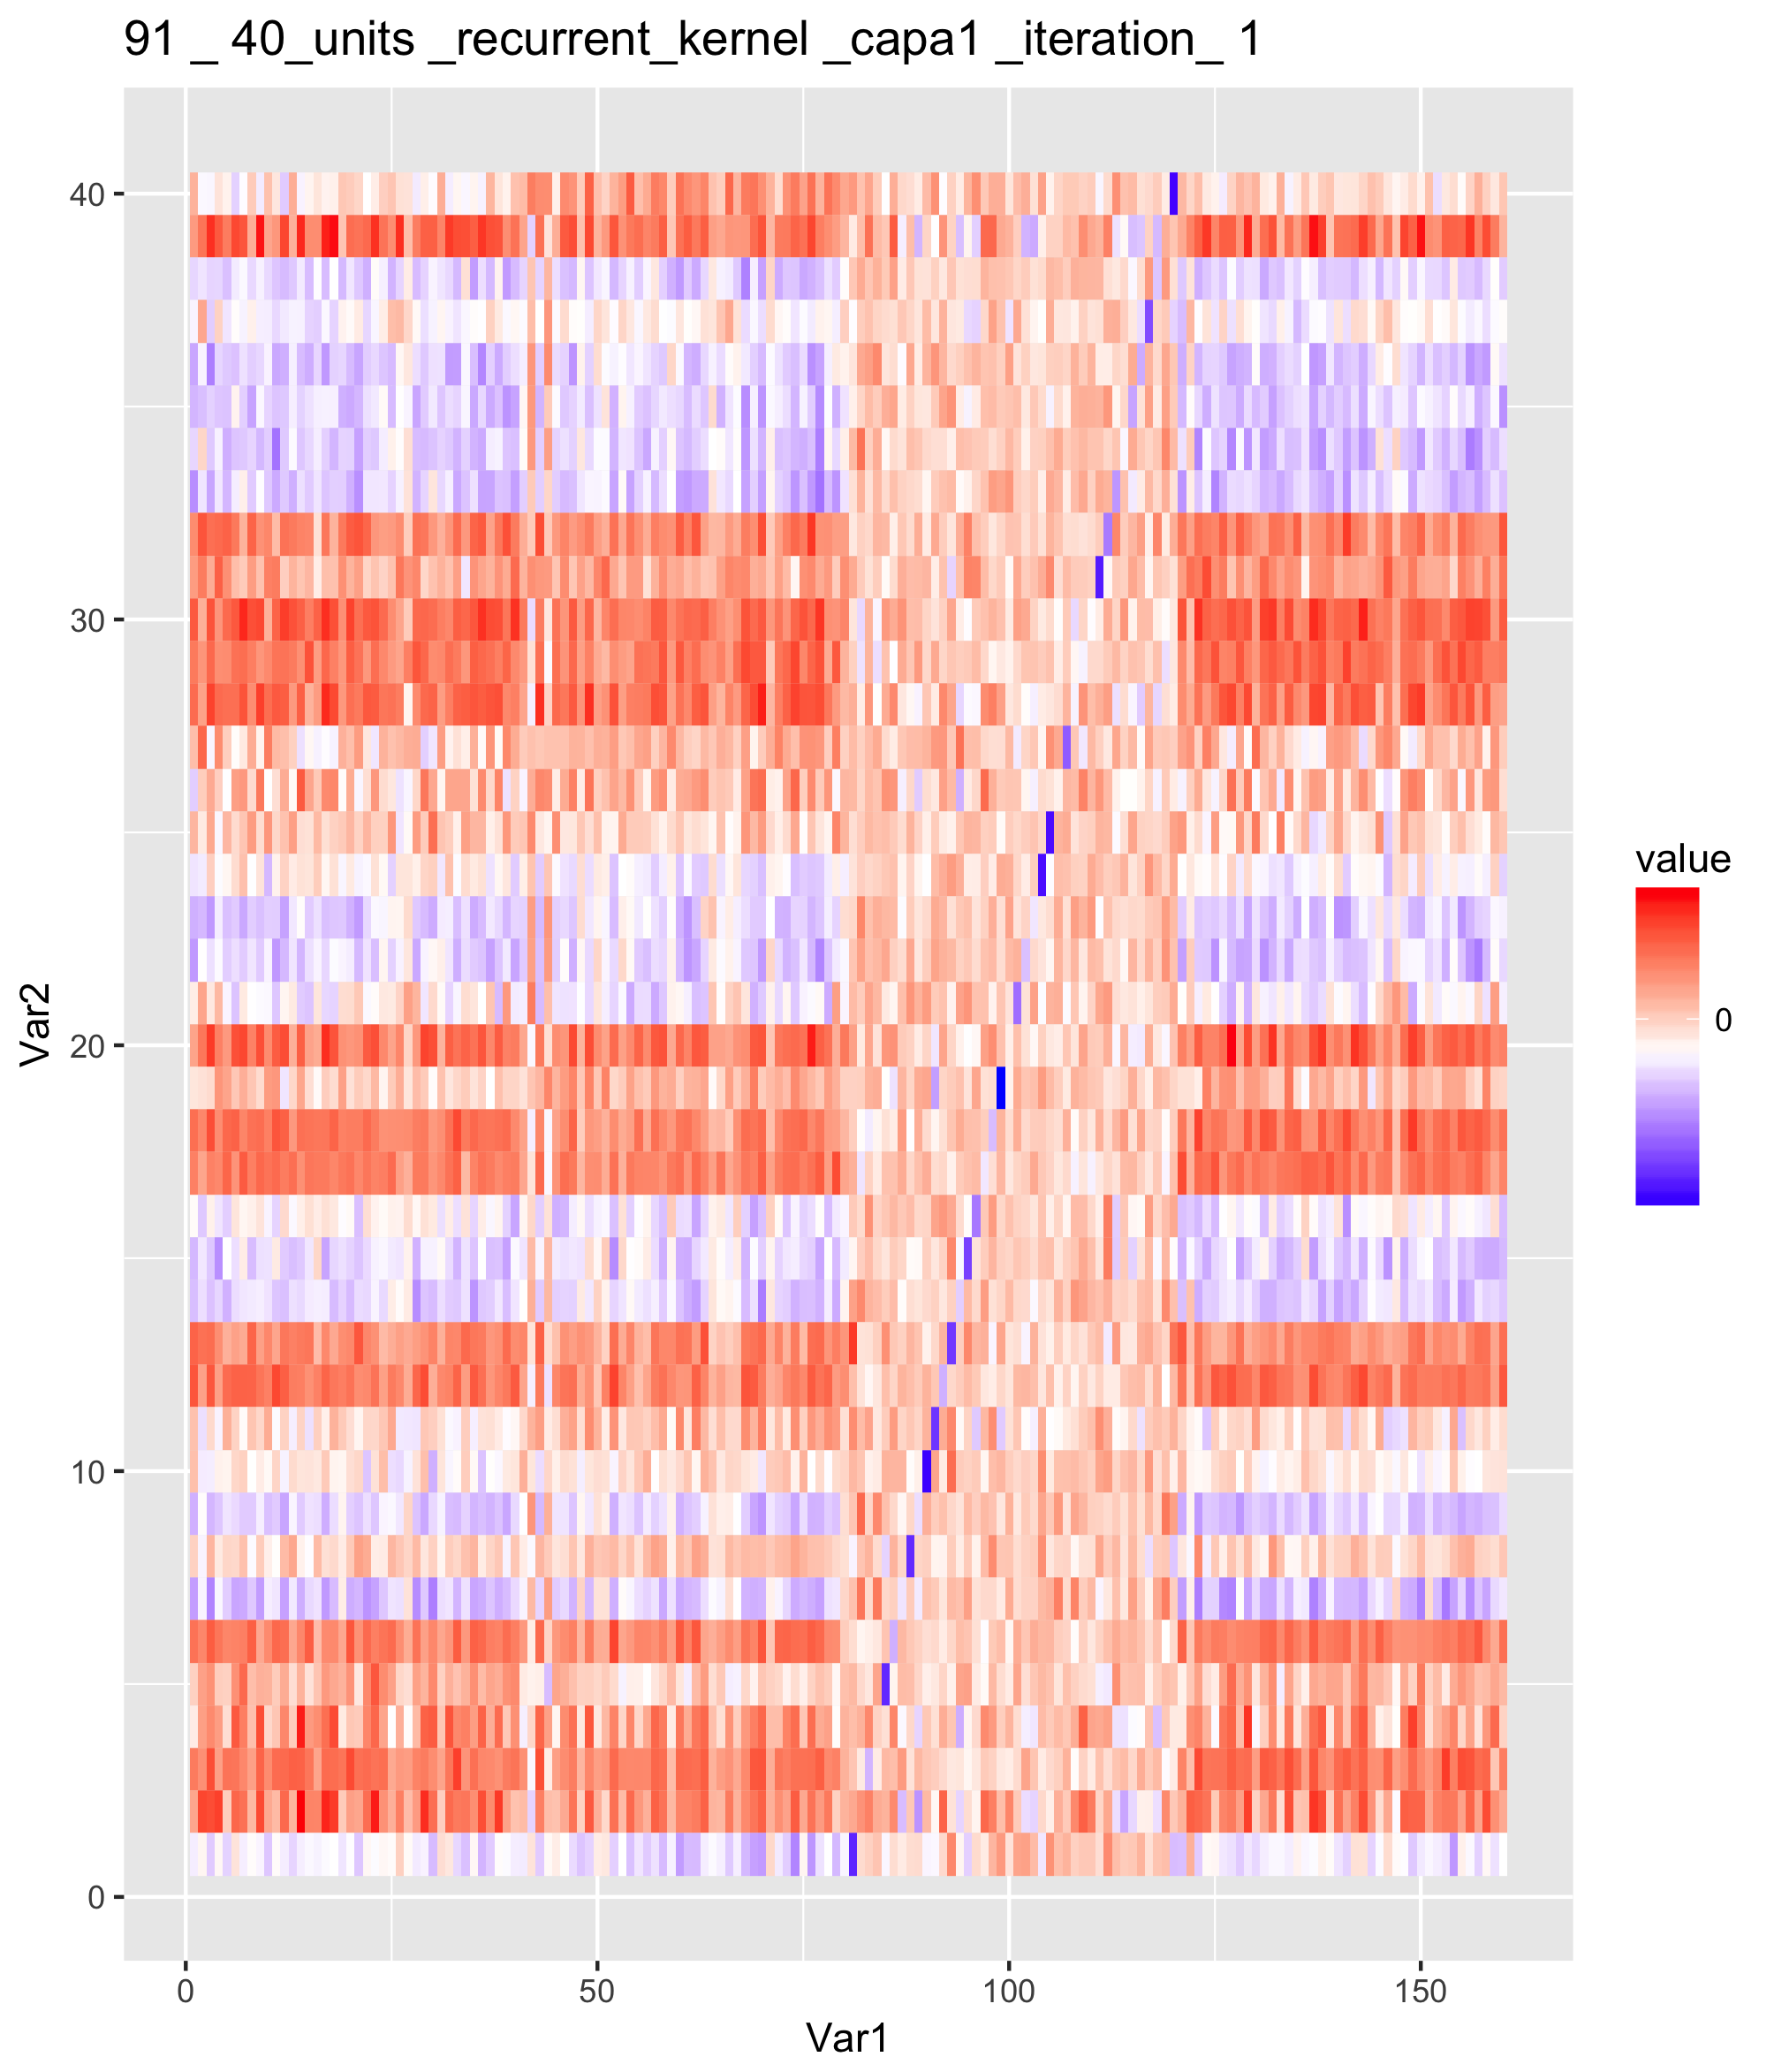 91 _ 40_units _recurrent_kernel _capa1 _iteration_ 1
40
30
20
10
0
Var2
0 50 100 150
Var1
value
0